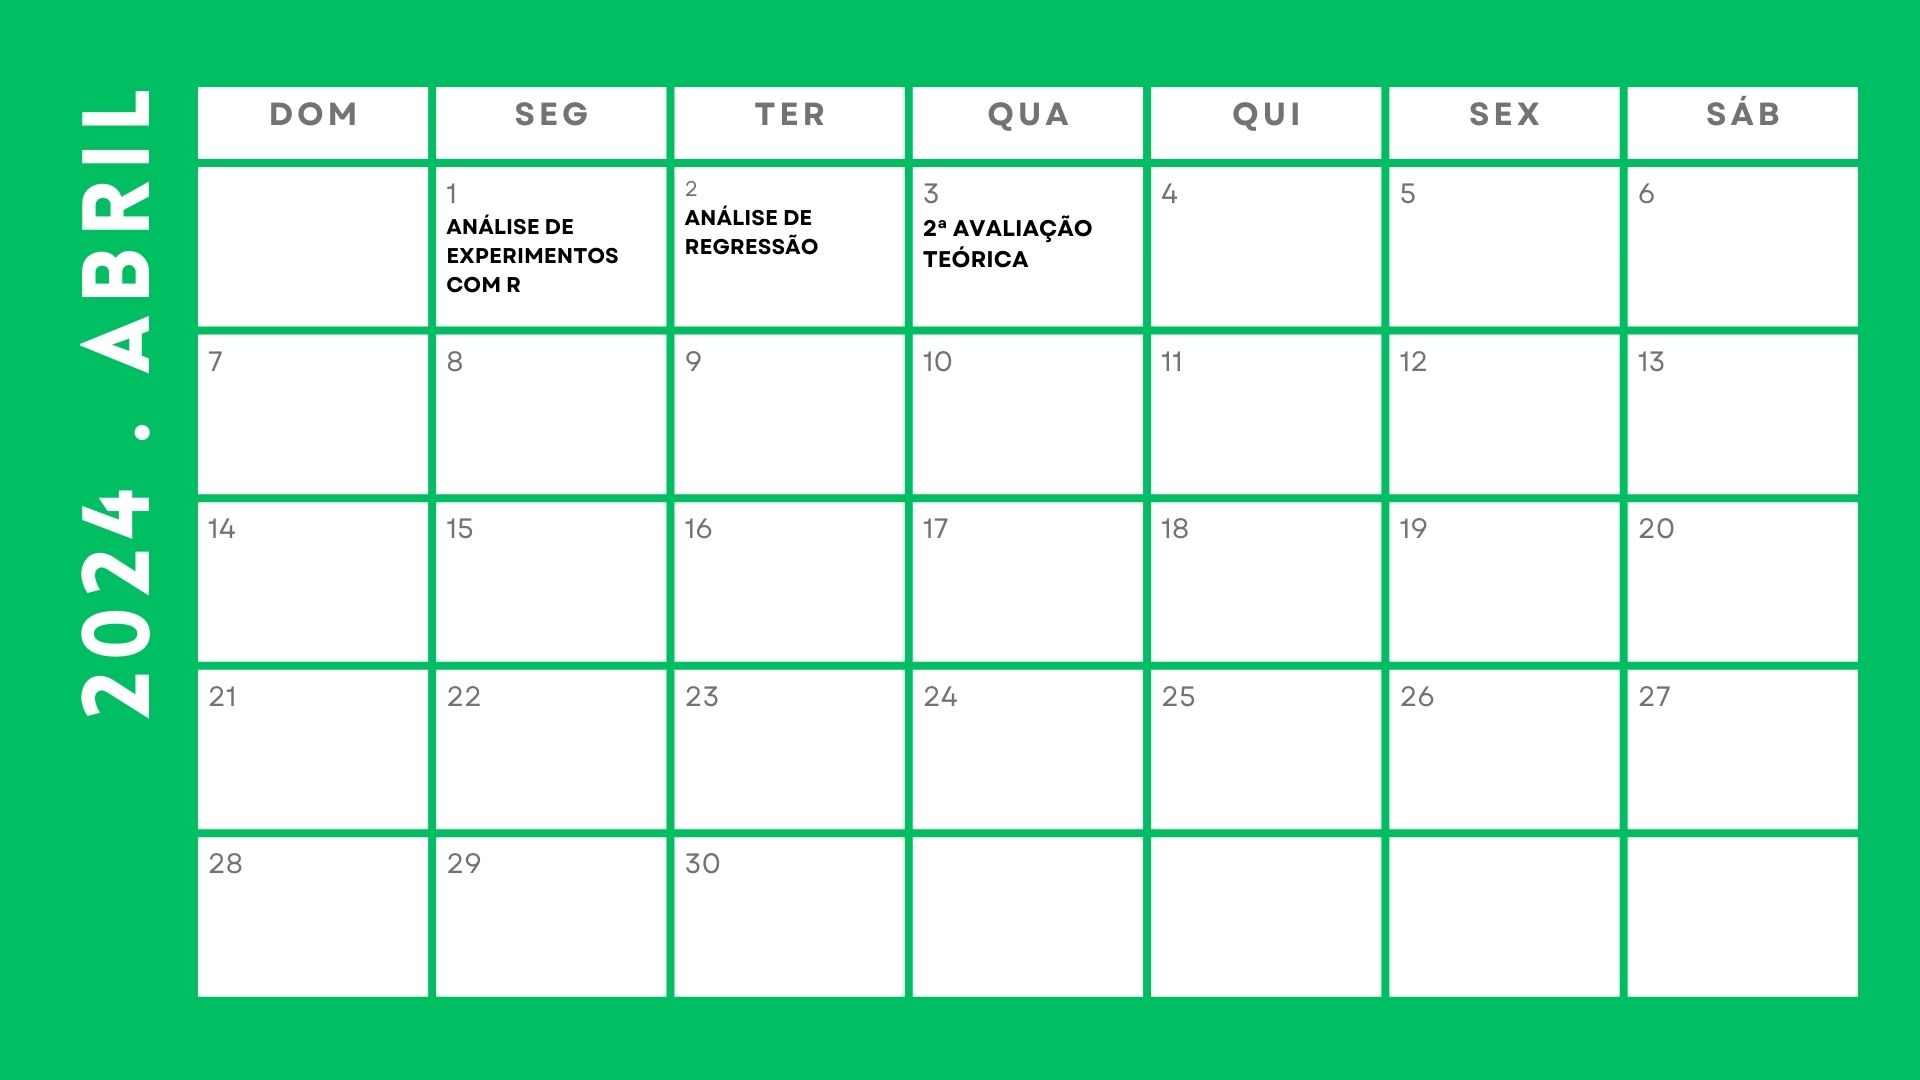 2024 . ABRIL
DOM SEG TER QUA QUI SEX SÁB
1
ANÁLISE DE
EXPERIMENTOS
COM R
2
ANÁLISE DE
REGRESSÃO
3
2ª AVALIAÇÃO
TEÓRICA
4
5
6
7 8 9 10 11 12 13
14 15 16 17 18 19 20
21 22 23 24 25 26 27
28 29 30